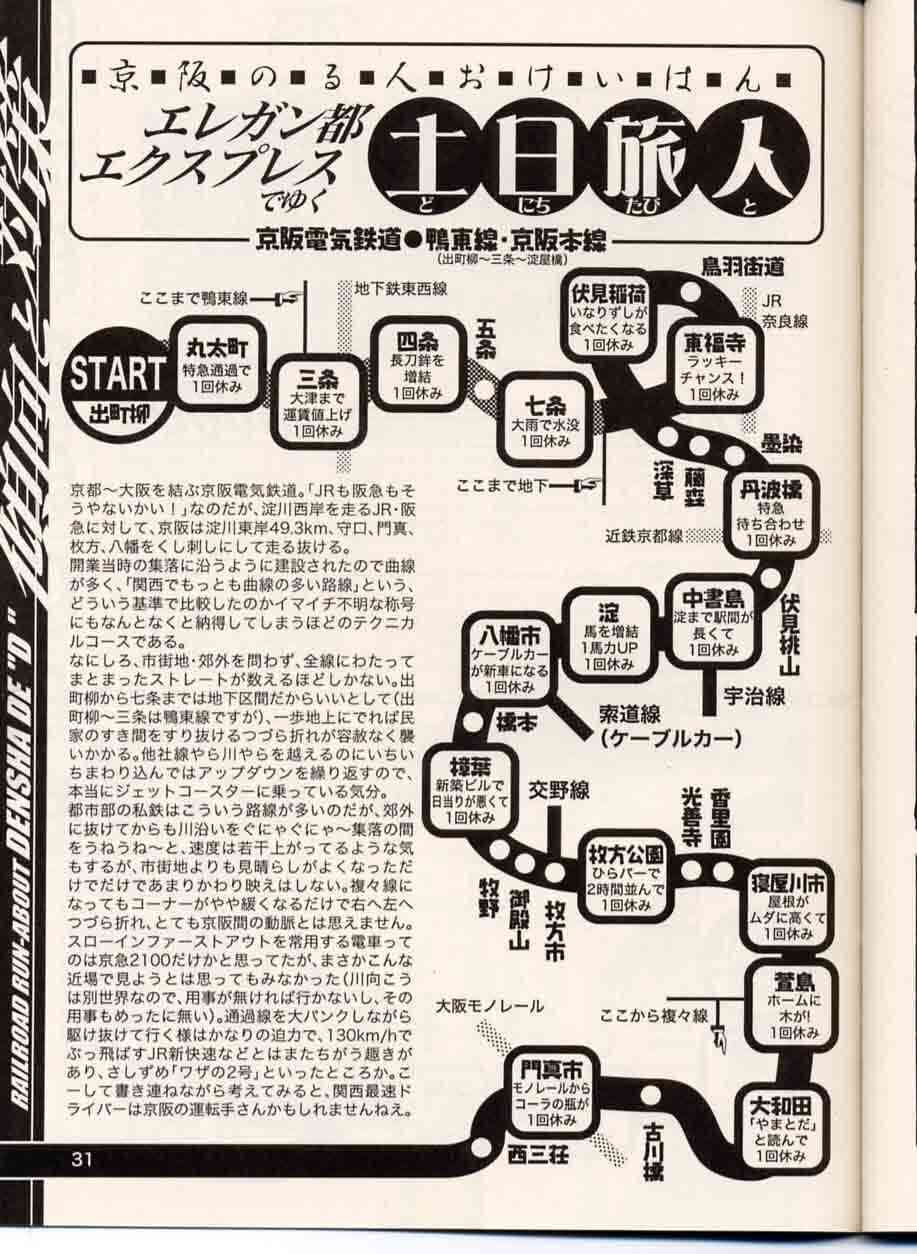 京阪のる人おけいはん
エレガン都
エクスプレス
でゆく
土日旅人
ど にち たび と
京阪電気鉄道●鴨東線・京阪本線
(出町柳～三条～淀屋橋)
START
出町柳
丸太町
特急通過で
1回休み
ここまで鴨東線
三条
大津まで
運賃値上げ
1回休み
地下鉄東西線
四条
長刀鉾を
増結
1回休み
五条
七条
大雨で水没
1回休み
ここまで地下
鳥羽街道
東福寺
ラッキー
チャンス!
1回休み
JR
奈良線
伏見稲荷
いなりずしが
食べたくなる
1回休み
深草
藤森
墨染
丹波橋
特急
待ち合わせ
1回休み
近鉄京都線
伏見桃山
中書島
淀まで駅間が
長くて
1回休み
宇治線
淀
馬を増結
1馬力UP
1回休み
八幡市
ケーブルカー
が新車になる
1回休み
索道線
(ケーブルカー)
橋本
樟葉
新築ビルで
日当りが悪くて
1回休み
牧野
御殿山
枚方市
交野線
枚方公園
ひらパーで
2時間並んで
1回休み
光善寺
香里園
寝屋川市
屋根が
ムダに高くて
1回休み
萱島
ホームに
木が!
1回休み
ここから複々線
大和田
「やまとだ」
と読んで
1回休み
古川橋
門真市
モノレールから
コーラの瓶が
1回休み
大阪モノレール
西三荘
京都～大阪を結ぶ京阪電気鉄道。「JRも阪急もそ
うやないかい!」なのだが、淀川西岸を走るJR・阪
急に対して、京阪は淀川東岸49.3km、守口、門真、
枚方、八幡をくし刺しにして走る抜ける。
開業当時の集落に沿うように建設されたので曲線
が多く、「関西でもっとも曲線の多い路線」という、
どういう基準で比較したのかイマイチ不明な称号
にもなんとなくと納得してしまうほどのテクニカ
ルコースである。
なにしろ、市街地・郊外を問わず、全線にわたって
まとまったストレートが数えるほどしかない。出
町柳から七条までは地下区間だからいいとして(出
町柳～三条は鴨東線ですが)、一歩地上にでれば民
家のすき間をすり抜けるつづら折れが容赦なく襲
いかかる。他社線やら川やらを越えるのにいちい
ちまわり込んではアップダウンを繰り返すので、
本当にジェットコースターに乗っている気分。
都市部の私鉄はこういう路線が多いのだが、郊外
に抜けてからも川沿いをぐにゃぐにゃ～集落の間
をうねうね～と、速度は若干上がってるような気
もするが、市街地よりも見晴らしがよくなっただ
けでだけであまりかわり映えはしない。複々線に
なってもコーナーがやや緩くなるだけで右へ左へ
つづら折れ、とても京阪間の動脈とは思えません。
スローインファーストアウトを常用する電車って
のは京急2100だけかと思ってたが、まさかこんな
近場で見ようとは思ってもみなかった(川向こう
は別世界なので、用事が無ければ行かないし、その
用事もめったに無い)。通過線を大バンクしながら
駆け抜けて行く様はかなりの迫力で、130km/hで
ぶっ飛ばすJR新快速などとはまたちがう趣きが
あり、さしずめ「ワザの2号」といったところか。こ
ーして書き連ねながら考えてみると、関西最速ド
ライバーは京阪の運転手さんかもしれませんねえ。
31
RAILROAD RUN-ABOUT DENSHA DE "D"